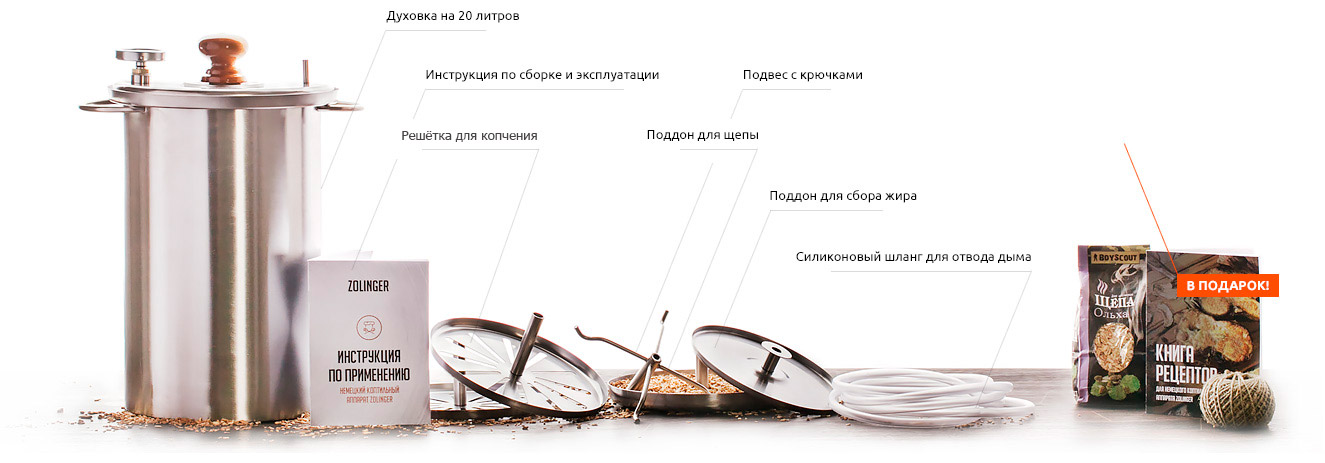 Духовка на 20 литров
Инструкция по сборке и эксплуатации
Подвес с крючками
Решётка для копчения
Поддон для щепы
Поддон для сбора жира
Силиконовый шланг для отвода дыма
ZOLINGER
ИНСТРУКЦИЯ
ПО ПРИМЕНЕНИЮ
НЕМЕЦКИЙ КОПТИЛЬНЫЙ
АППАРАТ ZOLINGER
BOYSCOUT
ЩЕПА
Ольха
В ПОДАРОК!
КНИГА
РЕЦЕПТОВ
ДЛЯ НЕМЕЦКОГО
АППАРАТА ZOLINGER